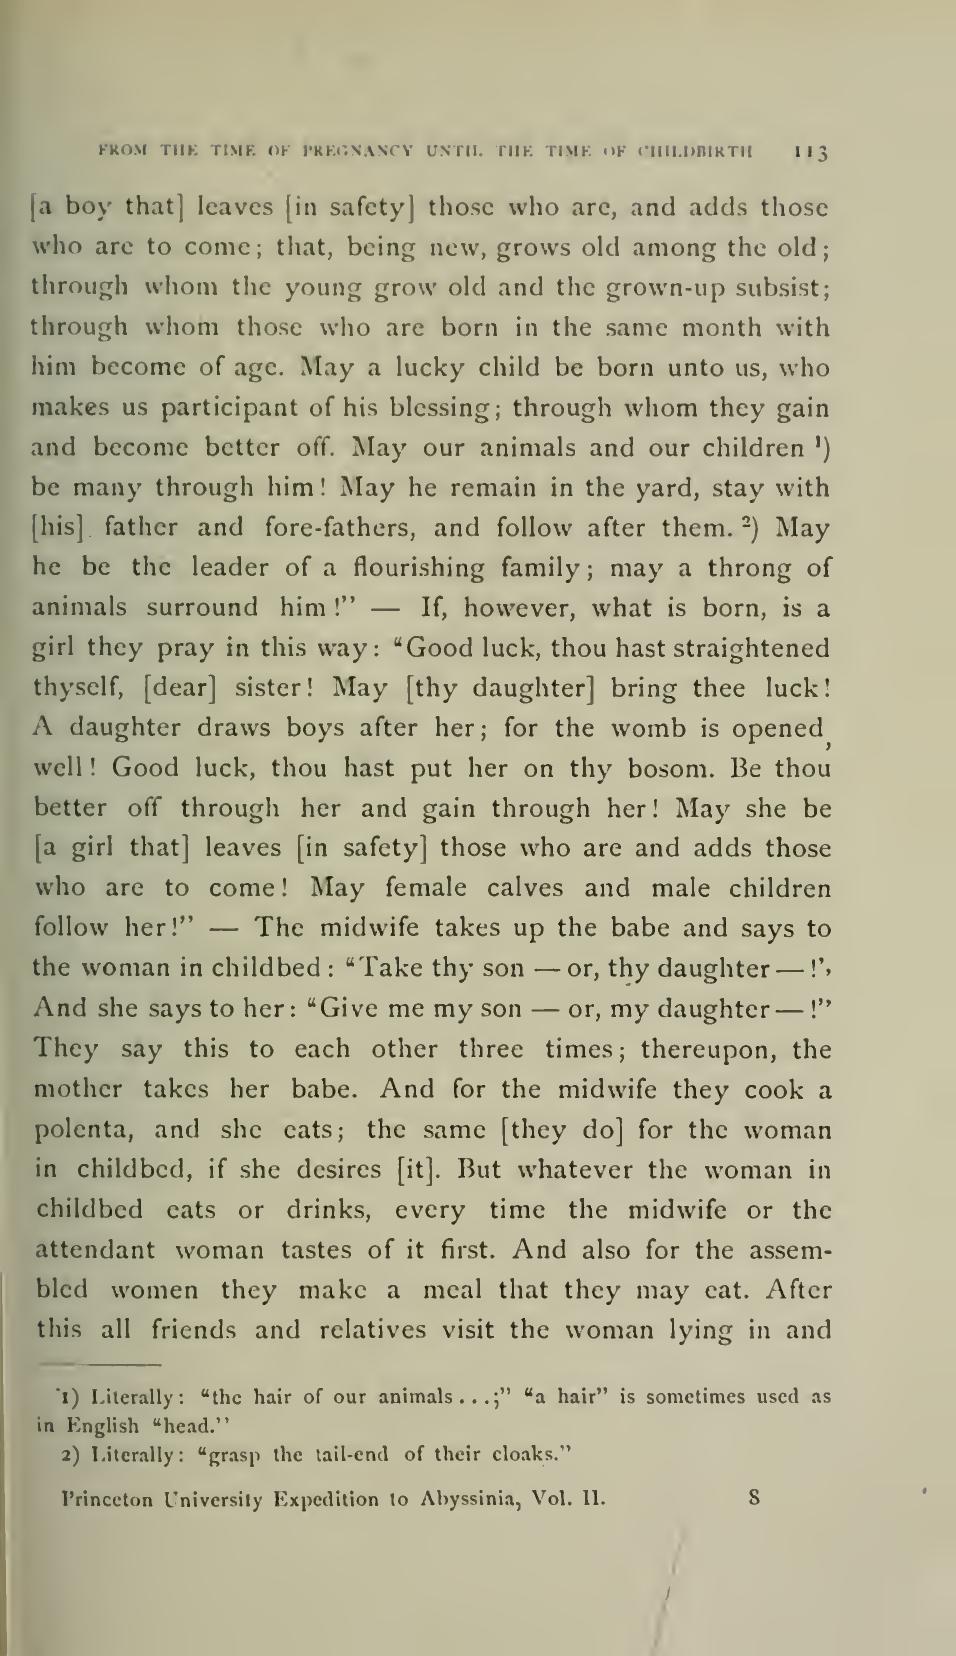 FROM THE TIME OF PREGNANCY UNTIL THE TIME OF CHILDBIRTH 113
[a boy that] leaves [in safety] those who are, and adds those
who are to come; that, being new, grows old among the old;
through whom the young grow old and the grown-up subsist;
through whom those who are born in the same month with
him become of age. May a lucky child be born unto us, who
makes us participant of his blessing; through whom they gain
and become better off. May our animals and our children ¹)
be many through him! May he remain in the yard, stay with
[his] father and fore-fathers, and follow after them. ²) May
he be the leader of a flourishing family; may a throng of
animals surround him!” — If, however, what is born, is a
girl they pray in this way: “Good luck, thou hast straightened
thyself, [dear] sister! May [thy daughter] bring thee luck!
A daughter draws boys after her; for the womb is opened,
well! Good luck, thou hast put her on thy bosom. Be thou
better off through her and gain through her! May she be
[a girl that] leaves [in safety] those who are and adds those
who are to come! May female calves and male children
follow her!” — The midwife takes up the babe and says to
the woman in childbed: “Take thy son — or, thy daughter — !”
And she says to her: “Give me my son — or, my daughter — !”
They say this to each other three times; thereupon, the
mother takes her babe. And for the midwife they cook a
polenta, and she eats; the same [they do] for the woman
in childbed, if she desires [it]. But whatever the woman in
childbed eats or drinks, every time the midwife or the
attendant woman tastes of it first. And also for the assem-
bled women they make a meal that they may eat. After
this all friends and relatives visit the woman lying in and
1) Literally: “the hair of our animals...;” “a hair” is sometimes used as
in English “head.”
2) Literally: “grasp the tail-end of their cloaks.”
Princeton University Expedition to Abyssinia, Vol. II. 8